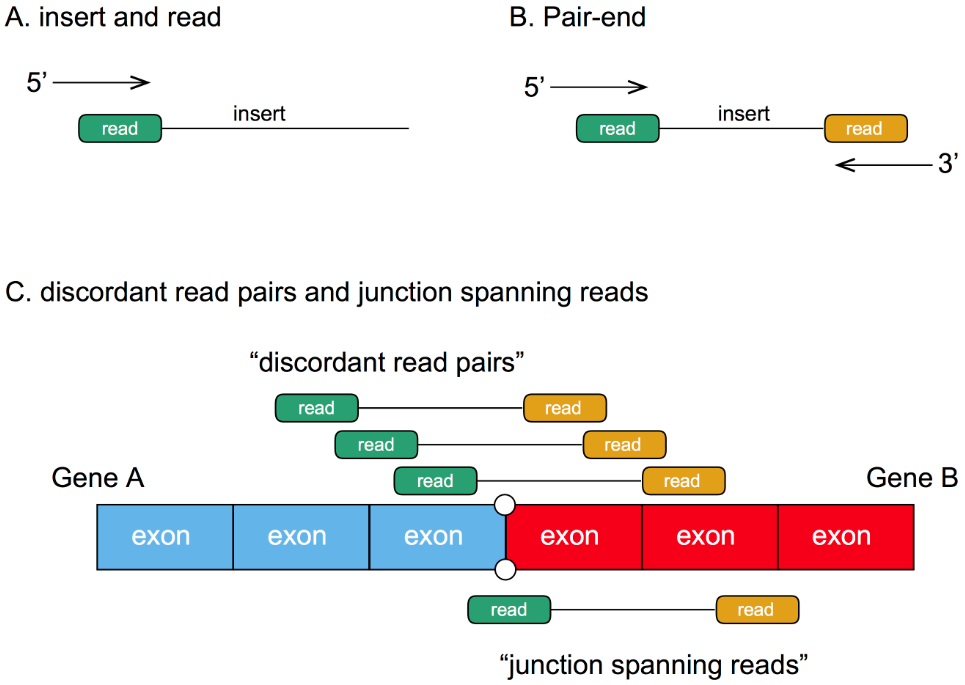 A. insert and read
B. Pair-end
5’
5’
insert
insert
read
read
read
3’
C. discordant read pairs and junction spanning reads
“discordant read pairs”
read read
read read
read read
Gene A
Gene B
exon exon exon exon exon exon
read read
“junction spanning reads”